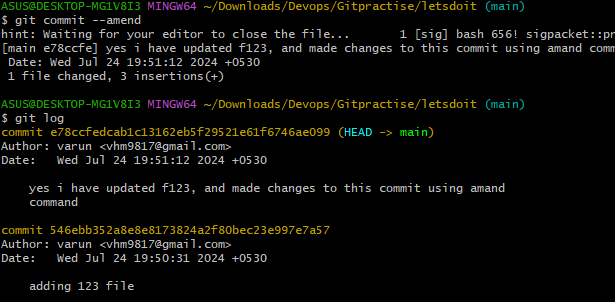 ASUS@DESKTOP-MG1V8I3 MINGW64 ~/Downloads/Devops/Gitpractise/letsdoit (main)
$ git commit --amend
hint: Waiting for your editor to close the file...      1 [sig] bash 656! sigpacket::pr
[main e78ccfe] yes i have updated f123, and made changes to this commit using amand comm
 Date: Wed Jul 24 19:51:12 2024 +0530
 1 file changed, 3 insertions(+)
ASUS@DESKTOP-MG1V8I3 MINGW64 ~/Downloads/Devops/Gitpractise/letsdoit (main)
$ git log
commit e78ccfedcab1c13162eb5f29521e61f6746ae099 (HEAD -> main)
Author: varun <vhm9817@gmail.com>
Date:   Wed Jul 24 19:51:12 2024 +0530
    yes i have updated f123, and made changes to this commit using amand
    command
commit 546ebb352a8e8e8173824a2f80bec23e997e7a57
Author: varun <vhm9817@gmail.com>
Date:   Wed Jul 24 19:50:31 2024 +0530
    adding 123 file